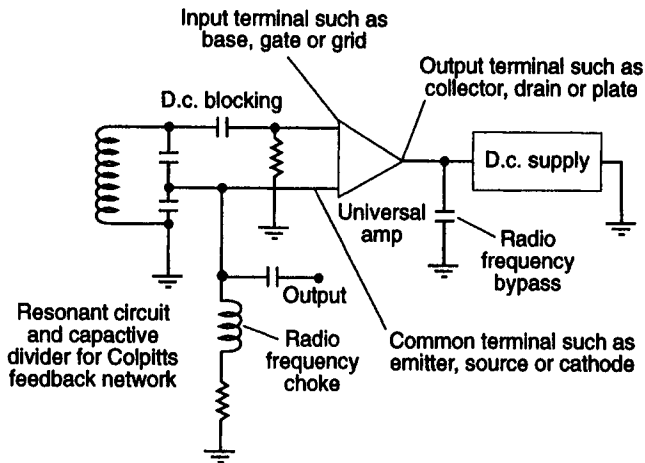 Input terminal such as
base, gate or grid
Output terminal such as
collector, drain or plate
D.c. blocking
D.c. supply
Universal
amp
Radio
frequency
bypass
Output
Resonant circuit
and capactive
divider for Colpitts
feedback network
Radio
frequency
choke
Common terminal such as
emitter, source or cathode